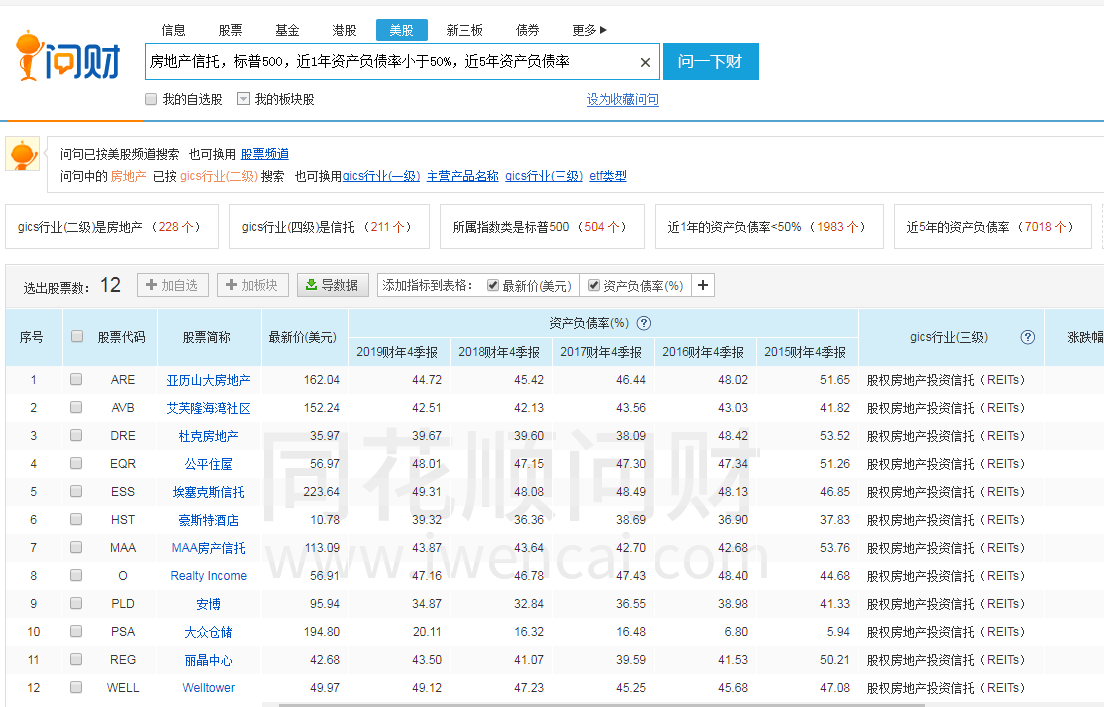 信息 股票 基金 港股 美股 新三板 债券 更多
问财
房地产信托，标普500，近1年资产负债率小于50%，近5年资产负债率 × 问一下财
我的自选股 我的板块股 设为收藏问句
问句已按美股频道搜索 也可换用 股票频道
问句中的 房地产 已按 gics行业(二级) 搜索 也可换用gics行业(一级) 主营产品名称 gics行业(三级) etf类型
gics行业(二级)是房地产 （228 个） gics行业(四级)是信托 （211 个） 所属指数类是标普500 （504 个） 近1年的资产负债率<50% （1983 个） 近5年的资产负债率 （7018 个）
选出股票数: 12 +加自选 +加板块 导数据 添加指标到表格: 最新价(美元) 资产负债率(%) +
序号 股票代码 股票简称 最新价(美元) 资产负债率(%) ? gics行业(三级) ? 涨跌幅
2019财年4季报 2018财年4季报 2017财年4季报 2016财年4季报 2015财年4季报
1 ARE 亚历山大房地产 162.04 44.72 45.42 46.44 48.02 51.65 股权房地产投资信托（REITs）
2 AVB 艾芙隆海湾社区 152.24 42.51 42.13 43.56 43.03 41.82 股权房地产投资信托（REITs）
3 DRE 杜克房地产 35.97 39.67 39.60 38.09 48.42 53.52 股权房地产投资信托（REITs）
4 EQR 公平住屋 56.97 48.01 47.15 47.30 47.34 51.26 股权房地产投资信托（REITs）
5 ESS 埃塞克斯信托 223.64 49.31 48.08 48.49 48.13 46.85 股权房地产投资信托（REITs）
6 HST 豪斯特酒店 10.78 39.32 36.36 38.69 36.90 37.83 股权房地产投资信托（REITs）
7 MAA MAA房产信托 113.09 43.87 43.64 42.70 42.68 53.76 股权房地产投资信托（REITs）
8 O Realty Income 56.91 47.16 46.78 47.43 48.40 44.68 股权房地产投资信托（REITs）
9 PLD 安博 95.94 34.87 32.84 36.55 38.98 41.33 股权房地产投资信托（REITs）
10 PSA 大众仓储 194.80 20.11 16.32 16.48 6.80 5.94 股权房地产投资信托（REITs）
11 REG 丽晶中心 42.68 43.50 41.07 39.59 41.53 50.21 股权房地产投资信托（REITs）
12 WELL Welltower 49.97 49.12 47.23 45.25 45.68 47.08 股权房地产投资信托（REITs）
同花顺问财
www.iwencai.com